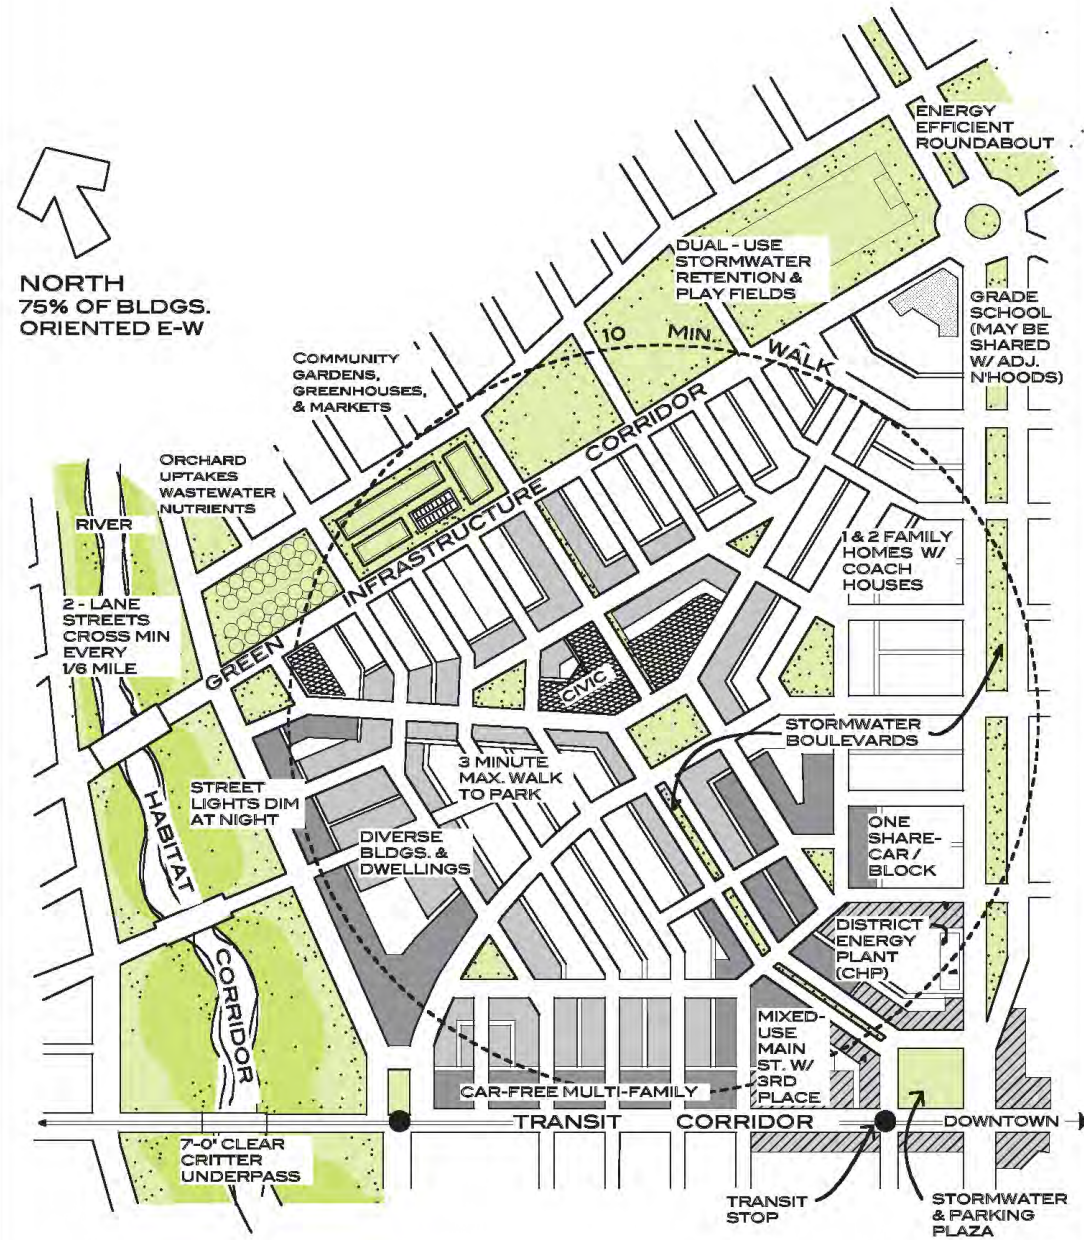 ENERGY
EFFICIENT
ROUNDABOUT
NORTH
75% OF BLDGS.
ORIENTED E-W
DUAL - USE
STORMWATER
RETENTION &
PLAY FIELDS
GRADE
SCHOOL
(MAY BE
SHARED
W/ ADJ.
N'HOODS)
10 MIN. WALK
COMMUNITY
GARDENS,
GREENHOUSES,
& MARKETS
ORCHARD
UPTAKES
WASTEWATER
NUTRIENTS
RIVER
GREEN INFRASTRUCTURE CORRIDOR
1 & 2 FAMILY
HOMES W/
COACH
HOUSES
2 - LANE
STREETS
CROSS MIN
EVERY
1/6 MILE
CIVIC
STORMWATER
BOULEVARDS
3 MINUTE
MAX. WALK
TO PARK
STREET
LIGHTS DIM
AT NIGHT
HABITAT CORRIDOR
DIVERSE
BLDGS. &
DWELLINGS
ONE
SHARE-
CAR /
BLOCK
DISTRICT
ENERGY
PLANT
(CHP)
MIXED-
USE
MAIN
ST. W/
3RD
PLACE
CAR-FREE MULTI-FAMILY
TRANSIT CORRIDOR
DOWNTOWN
7'-0" CLEAR
CRITTER
UNDERPASS
TRANSIT
STOP
STORMWATER
& PARKING
PLAZA